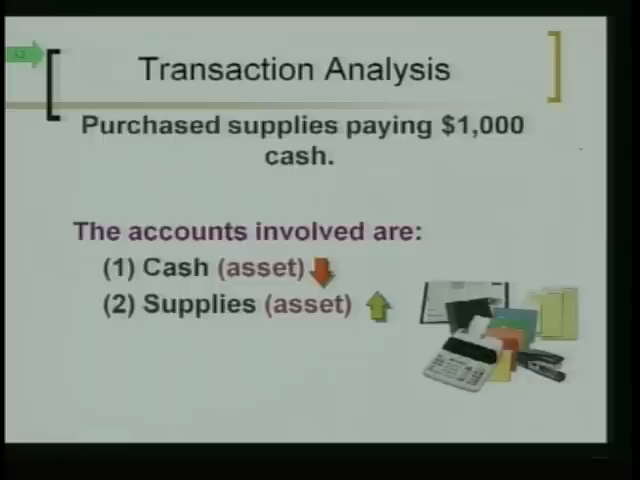 Transaction Analysis
Purchased supplies paying $1,000
cash.
The accounts involved are:
(1) Cash (asset)
(2) Supplies (asset)